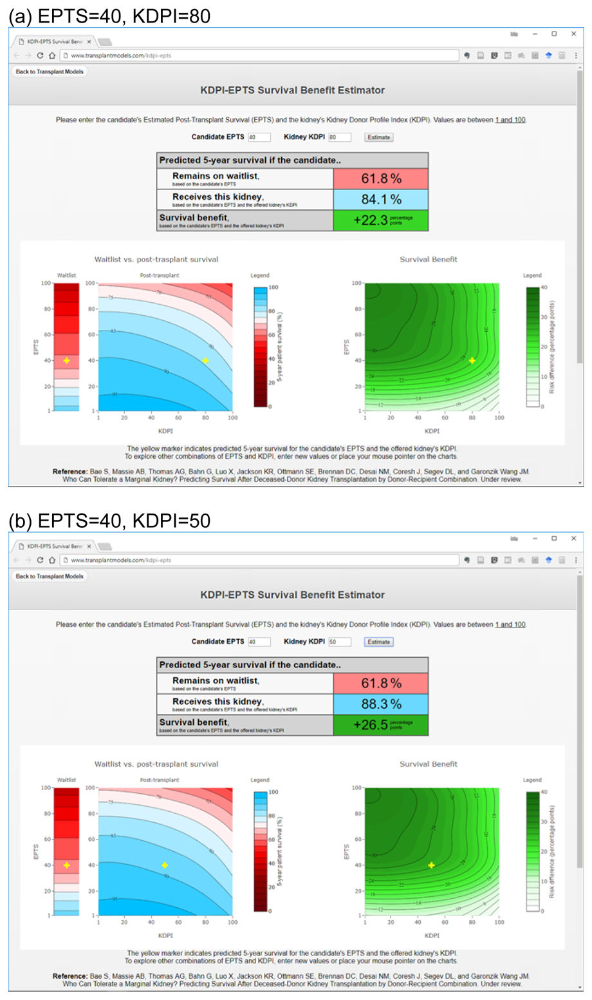 (a) EPTS=40, KDPI=80
KDPI-EPTS Survival Bene
www.transplantmodels.com/kdpi-epts
Back to Transplant Models
KDPI-EPTS Survival Benefit Estimator
Please enter the candidate's Estimated Post-Transplant Survival (EPTS) and the kidney's Kidney Donor Profile Index (KDPI). Values are between 1 and 100.
Candidate EPTS 40 Kidney KDPI 80 Estimate
Predicted 5-year survival if the candidate..
Remains on waitlist, 61.8 %
based on the candidate's EPTS
Receives this kidney, 84.1 %
based on the candidate's EPTS and the offered kidney's KDPI
Survival benefit, +22.3 percentage points
based on the candidate's EPTS and the offered kidney's KDPI
Waitlist vs. post-trasplant survival
Survival Benefit
Waitlist Post-transplant Legend Legend
EPTS
100 80 60 40 20 1
100 80 60 40 20 1
75 70 65 85 80 90 95
1 20 40 60 80 100
KDPI
100 80 60 40 20 0
5-year patient survival (%)
EPTS
100 80 60 40 20 1
26 22 18 28 20 30 24 24 22 20 16 18 14 12 10 8
1 20 40 60 80 100
KDPI
40 30 20 10 0
Risk difference (percentage points)
The yellow marker indicates predicted 5-year survival for the candidate's EPTS and the offered kidney's KDPI.
To explore other combinations of EPTS and KDPI, enter new values or place your mouse pointer on the charts.
Reference: Bae S, Massie AB, Thomas AG, Bahn G, Luo X, Jackson KR, Ottmann SE, Brennan DC, Desai NM, Coresh J, Segev DL, and Garonzik Wang JM.
Who Can Tolerate a Marginal Kidney? Predicting Survival After Deceased-Donor Kidney Transplantation by Donor-Recipient Combination. Under review.
(b) EPTS=40, KDPI=50
KDPI-EPTS Survival Bene
www.transplantmodels.com/kdpi-epts
Back to Transplant Models
KDPI-EPTS Survival Benefit Estimator
Please enter the candidate's Estimated Post-Transplant Survival (EPTS) and the kidney's Kidney Donor Profile Index (KDPI). Values are between 1 and 100.
Candidate EPTS 40 Kidney KDPI 50 Estimate
Predicted 5-year survival if the candidate..
Remains on waitlist, 61.8 %
based on the candidate's EPTS
Receives this kidney, 88.3 %
based on the candidate's EPTS and the offered kidney's KDPI
Survival benefit, +26.5 percentage points
based on the candidate's EPTS and the offered kidney's KDPI
Waitlist vs. post-trasplant survival
Survival Benefit
Waitlist Post-transplant Legend Legend
EPTS
100 80 60 40 20 1
100 80 60 40 20 1
75 70 65 85 80 90 95
1 20 40 60 80 100
KDPI
100 80 60 40 20 0
5-year patient survival (%)
EPTS
100 80 60 40 20 1
26 22 18 28 20 24 24 22 20 16 18 14 12 10 8
1 20 40 60 80 100
KDPI
40 30 20 10 0
Risk difference (percentage points)
The yellow marker indicates predicted 5-year survival for the candidate's EPTS and the offered kidney's KDPI.
To explore other combinations of EPTS and KDPI, enter new values or place your mouse pointer on the charts.
Reference: Bae S, Massie AB, Thomas AG, Bahn G, Luo X, Jackson KR, Ottmann SE, Brennan DC, Desai NM, Coresh J, Segev DL, and Garonzik Wang JM.
Who Can Tolerate a Marginal Kidney? Predicting Survival After Deceased-Donor Kidney Transplantation by Donor-Recipient Combination. Under review.